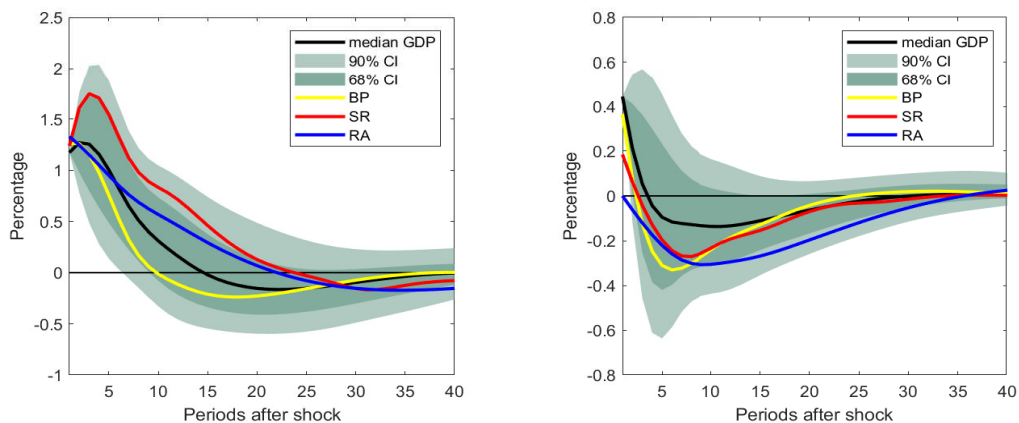 2.5
2
1.5
1
0.5
0
-0.5
-1
Percentage
5 10 15 20 25 30 35 40
Periods after shock
median GDP
90% CI
68% CI
BP
SR
RA
0.8
0.6
0.4
0.2
0
-0.2
-0.4
-0.6
-0.8
Percentage
5 10 15 20 25 30 35 40
Periods after shock
median GDP
90% CI
68% CI
BP
SR
RA